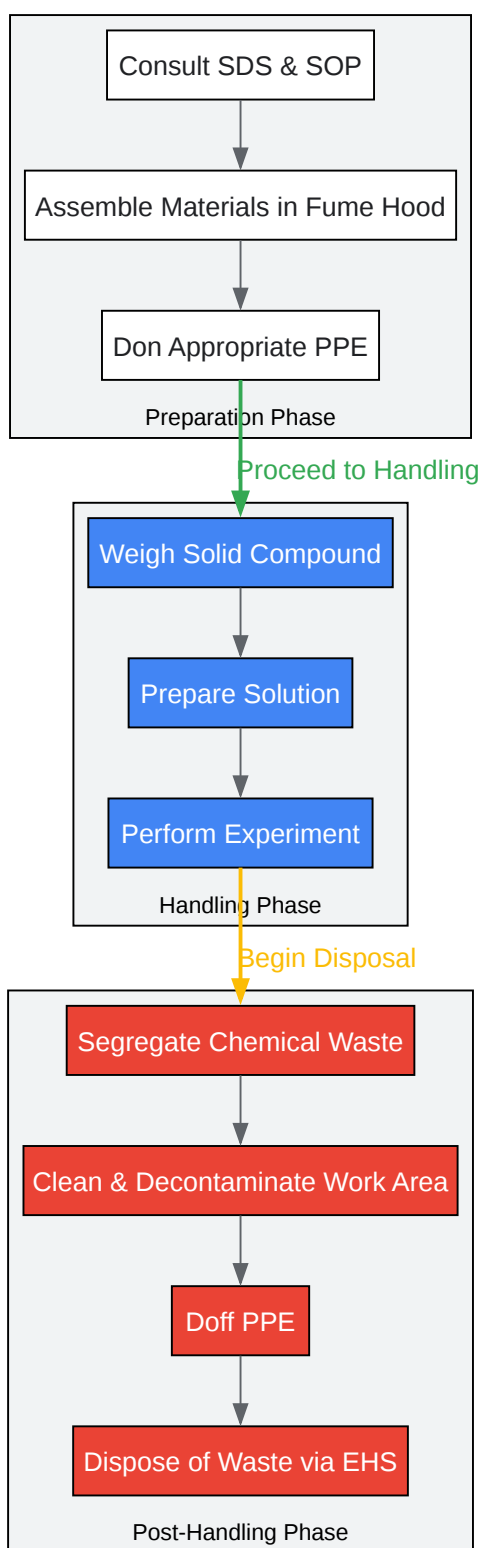 Consult SDS & SOP
Assemble Materials in Fume Hood
Don Appropriate PPE
Preparation Phase
Proceed to Handling
Weigh Solid Compound
Prepare Solution
Perform Experiment
Handling Phase
Begin Disposal
Segregate Chemical Waste
Clean & Decontaminate Work Area
Doff PPE
Dispose of Waste via EHS
Post-Handling Phase